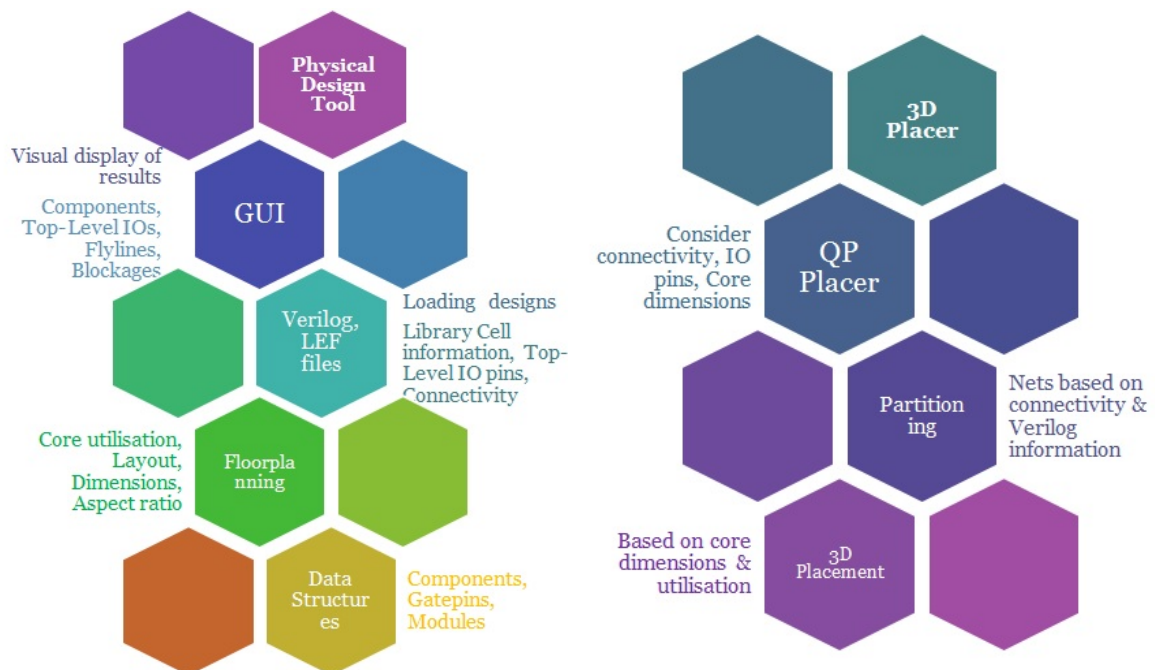 Physical
Design
Tool
Visual display of
results
Components,
Top-Level IOs,
Flylines,
Blockages
GUI
Verilog,
LEF
files
Loading designs
Library Cell
information, Top-
Level IO pins,
Connectivity
Core utilisation,
Layout,
Dimensions,
Aspect ratio
Floorpla
nning
Data
Structur
es
Components,
Gatepins,
Modules
3D
Placer
Consider
connectivity, IO
pins, Core
dimensions
QP
Placer
Partition
ing
Nets based on
connectivity &
Verilog
information
Based on core
dimensions &
utilisation
3D
Placement